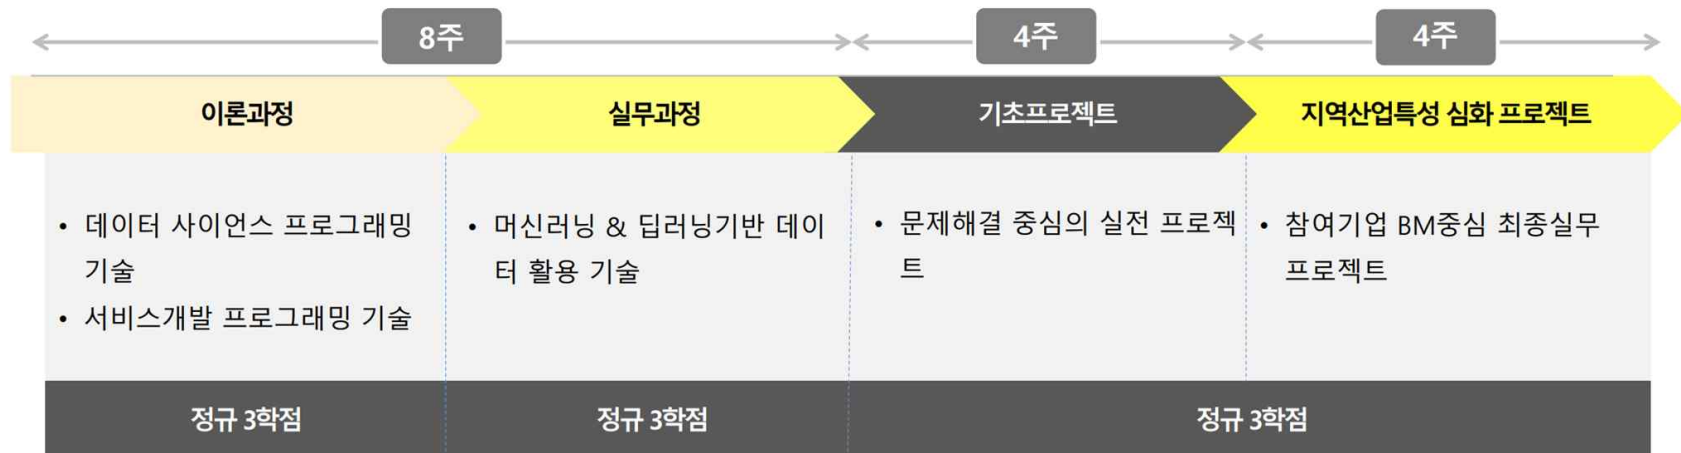 8주
4주
4주
이론과정
실무과정
기초프로젝트
지역산업특성 심화 프로젝트
• 데이터 사이언스 프로그래밍
기술
• 서비스개발 프로그래밍 기술
• 머신러닝 & 딥러닝기반 데이
터 활용 기술
• 문제해결 중심의 실전 프로젝
트
• 참여기업 BM중심 최종실무
프로젝트
정규 3학점
정규 3학점
정규 3학점